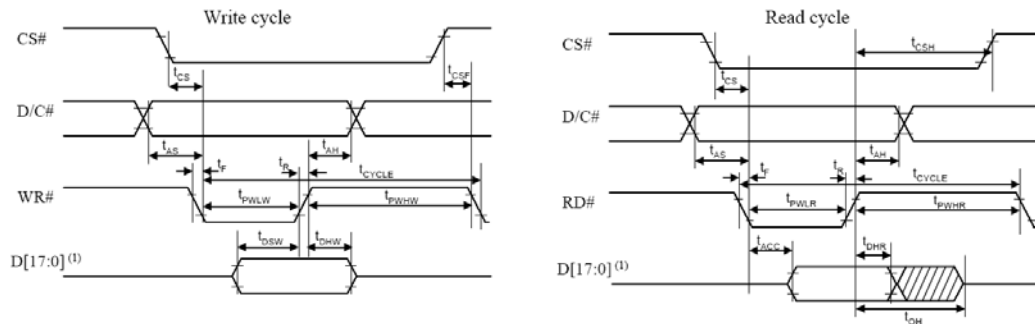 Write cycle
CS#
tCS
tCSF
D/C#
tAS
tF
tR
tAH
tCYCLE
WR#
tPWLW
tPWHW
tDSW
tDHW
D[17:0](1)
Read cycle
CS#
tCSH
tCS
D/C#
tAS
tF
tR
tAH
tCYCLE
RD#
tPWLR
tPWHR
tACC
tDHR
D[17:0](1)
tOH